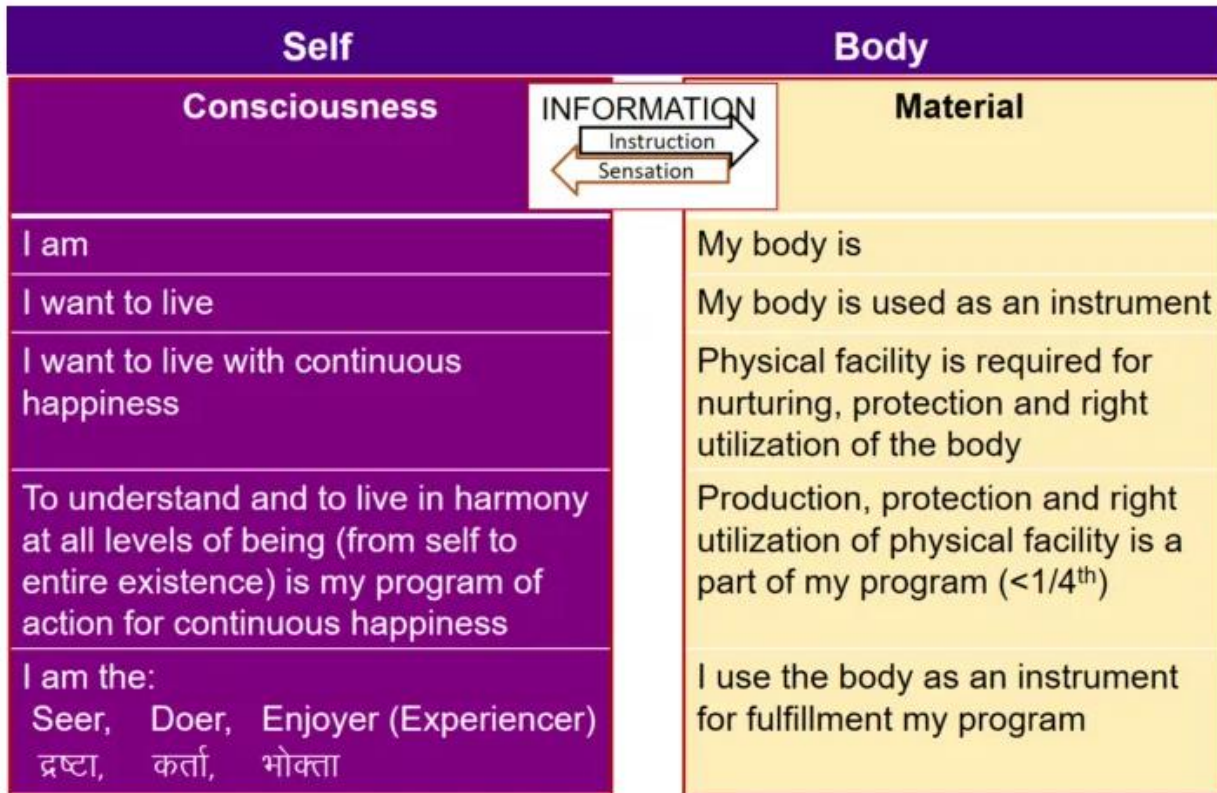 Self
Body
Consciousness
INFORMATION
Instruction
Sensation
Material
I am
My body is
I want to live
My body is used as an instrument
I want to live with continuous
happiness
Physical facility is required for
nurturing, protection and right
utilization of the body
To understand and to live in harmony
at all levels of being (from self to
entire existence) is my program of
action for continuous happiness
Production, protection and right
utilization of physical facility is a
part of my program (<1/4th)
I am the:
Seer, Doer, Enjoyer (Experiencer)
द्रष्टा, कर्ता, भोक्ता
I use the body as an instrument
for fulfillment my program